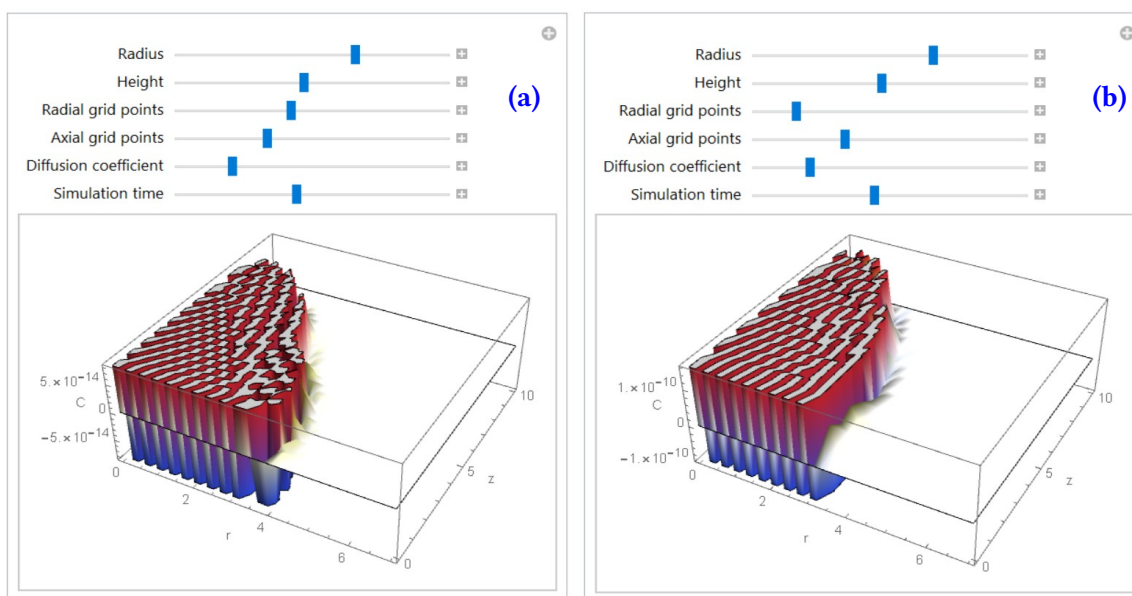 Radius
Height
Radial grid points
Axial grid points
Diffusion coefficient
Simulation time
(a)
5.×10⁻¹⁴
C
0
-5.×10⁻¹⁴
0
2
4
6
r
0
5
10
z
Radius
Height
Radial grid points
Axial grid points
Diffusion coefficient
Simulation time
(b)
1.×10⁻¹⁰
C
0
-1.×10⁻¹⁰
0
2
4
6
r
0
5
10
z